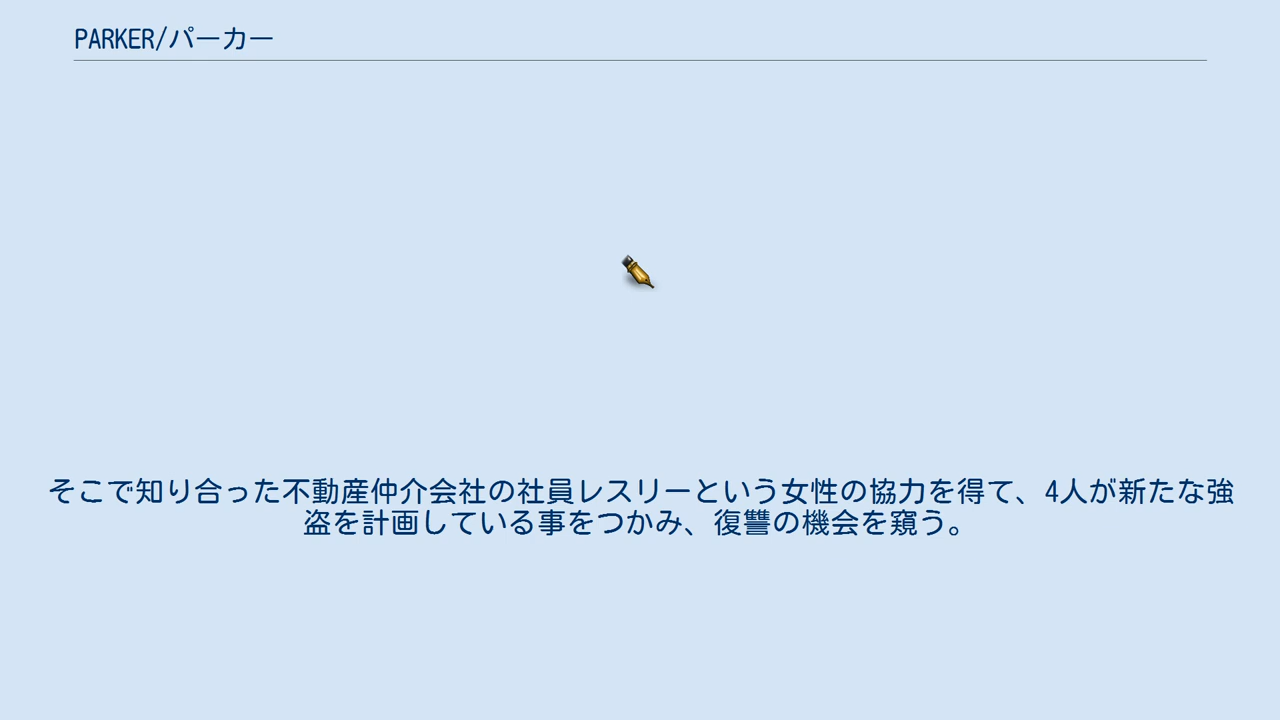 PARKER/パーカー
そこで知り合った不動産仲介会社の社員レスリーという女性の協力を得て、4人が新たな強
盗を計画している事をつかみ、復讐の機会を窺う。